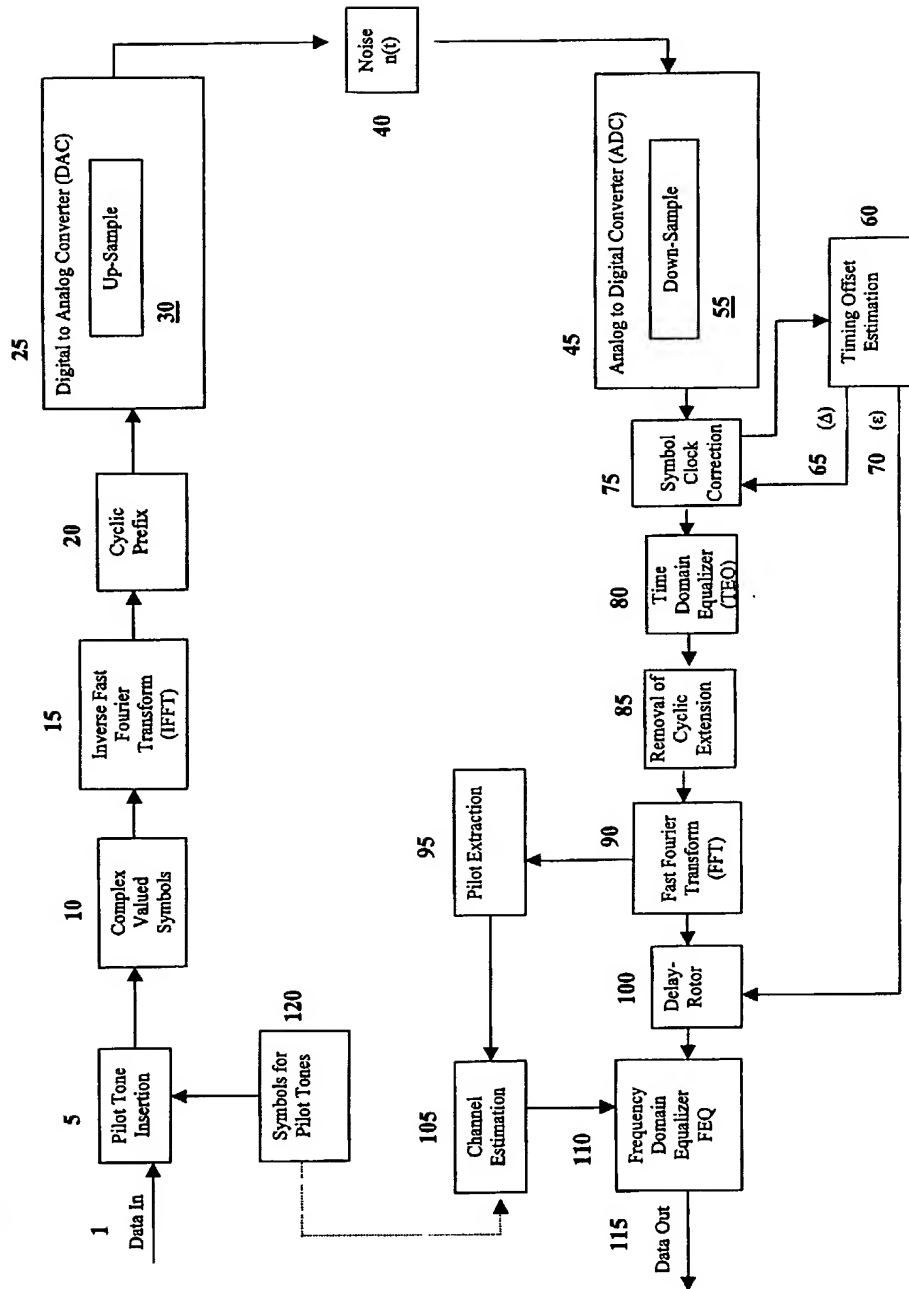 1
Data In
5
Pilot Tone
Insertion
120
Symbols for
Pilot Tones
10
Complex
Valued
Symbols
15
Inverse Fast
Fourier
Transform
(IFFT)
20
Cyclic
Prefix
25
Digital to Analog Converter (DAC)
Up-Sample
30
Noise
n(t)
40
45
Analog to Digital Converter (ADC)
Down-Sample
55
60
Timing Offset
Estimation
65
(Δ)
70
(ε)
75
Symbol
Clock
Correction
80
Time
Domain
Equalizer
(TEQ)
85
Removal of
Cyclic
Extension
90
Fast Fourier
Transform
(FFT)
95
Pilot Extraction
100
Delay-
Rotor
105
Channel
Estimation
110
Frequency
Domain
Equalizer
FEQ
115
Data Out